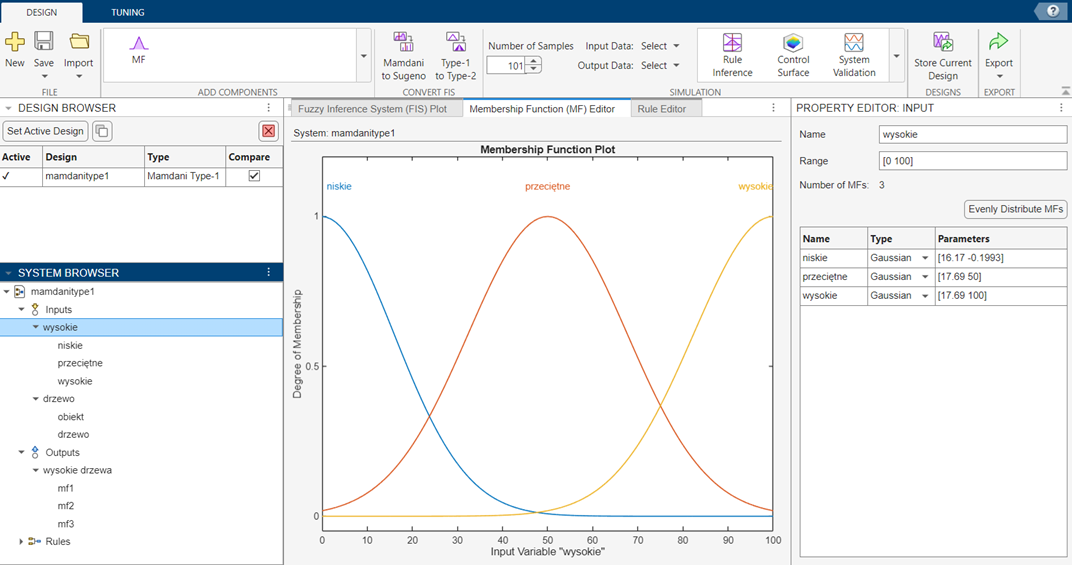 DESIGN TUNING
?
New Save Import
FILE
MF
ADD COMPONENTS
Mamdani to Sugeno
Type-1 to Type-2
CONVERT FIS
Number of Samples
101
Input Data: Select
Output Data: Select
Rule Inference
Control Surface
System Validation
SIMULATION
Store Current Design
DESIGNS
Export
EXPORT
DESIGN BROWSER
Set Active Design
Active Design Type Compare
✓ mamdanitype1 Mamdani Type-1 ✓
SYSTEM BROWSER
mamdanitype1
Inputs
wysokie
niskie
przeciętne
wysokie
drzewo
obiekt
drzewo
Outputs
wysokie drzewa
mf1
mf2
mf3
Rules
Fuzzy Inference System (FIS) Plot Membership Function (MF) Editor Rule Editor
System: mamdanitype1
Membership Function Plot
niskie przeciętne wysokie
1
0.5
0
Degree of Membership
0 10 20 30 40 50 60 70 80 90 100
Input Variable "wysokie"
PROPERTY EDITOR: INPUT
Name wysokie
Range [0 100]
Number of MFs: 3
Evenly Distribute MFs
Name Type Parameters
niskie Gaussian [16.17 -0.1993]
przeciętne Gaussian [17.69 50]
wysokie Gaussian [17.69 100]